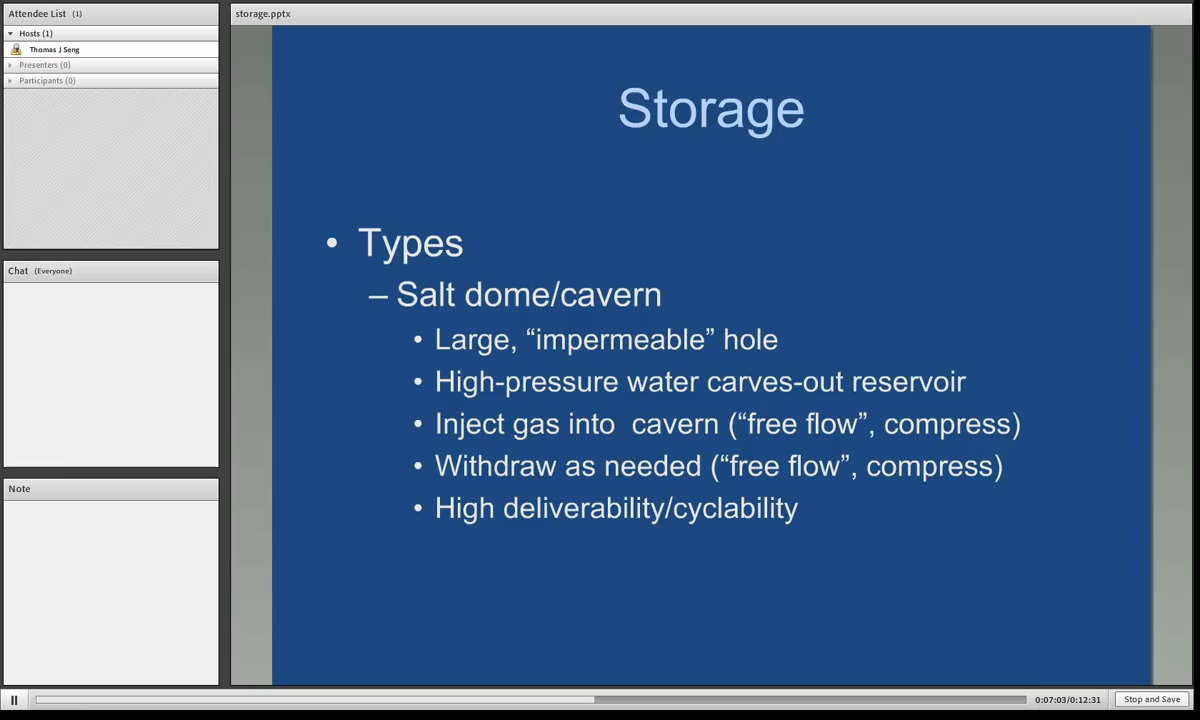 Attendee List (1)
Hosts (1)
Thomas J Seng
Presenters (0)
Participants (0)
Chat (Everyone)
Note
storage.pptx
Storage
• Types
– Salt dome/cavern
• Large, “impermeable” hole
• High-pressure water carves-out reservoir
• Inject gas into  cavern (“free flow”, compress)
• Withdraw as needed (“free flow”, compress)
• High deliverability/cyclability
0:07:03/0:12:31
Stop and Save